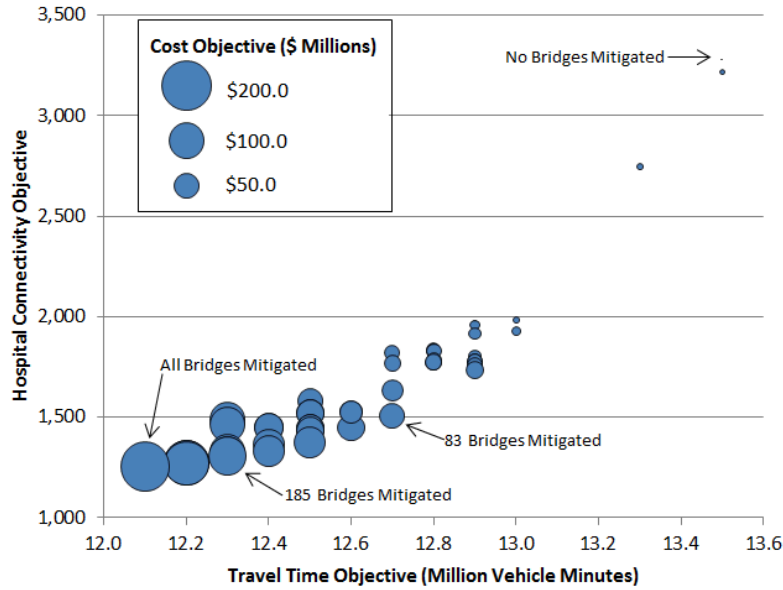 3,500
3,000
2,500
2,000
1,500
1,000
Hospital Connectivity Objective
Cost Objective ($ Millions)
$200.0
$100.0
$50.0
No Bridges Mitigated
All Bridges Mitigated
83 Bridges Mitigated
185 Bridges Mitigated
12.0 12.2 12.4 12.6 12.8 13.0 13.2 13.4 13.6
Travel Time Objective (Million Vehicle Minutes)